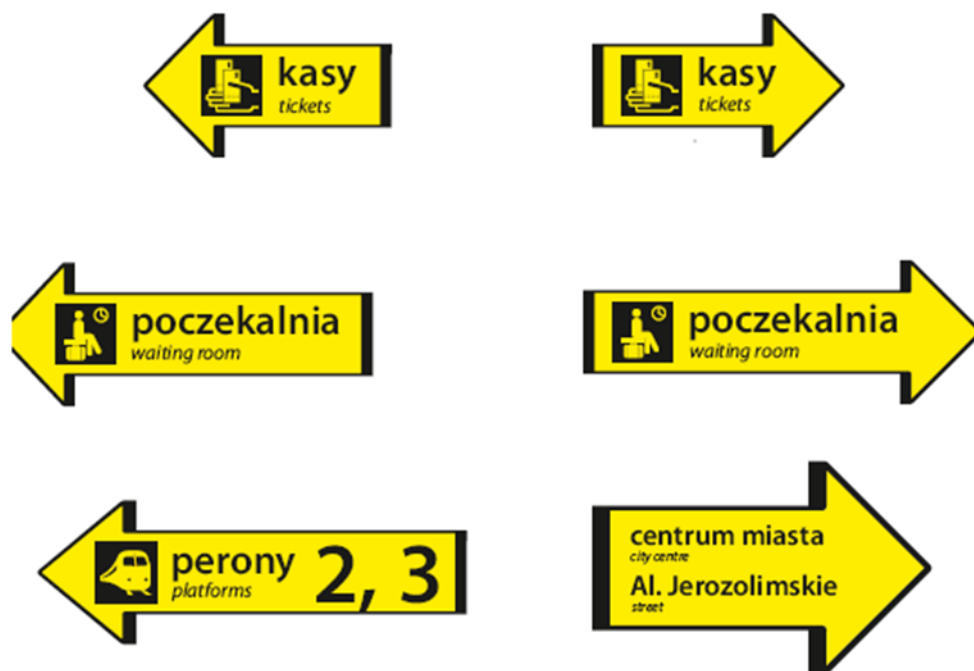 kasy
tickets
kasy
tickets
poczekalnia
waiting room
poczekalnia
waiting room
perony 2, 3
platforms
centrum miasta
city centre
Al. Jerozolimskie
street